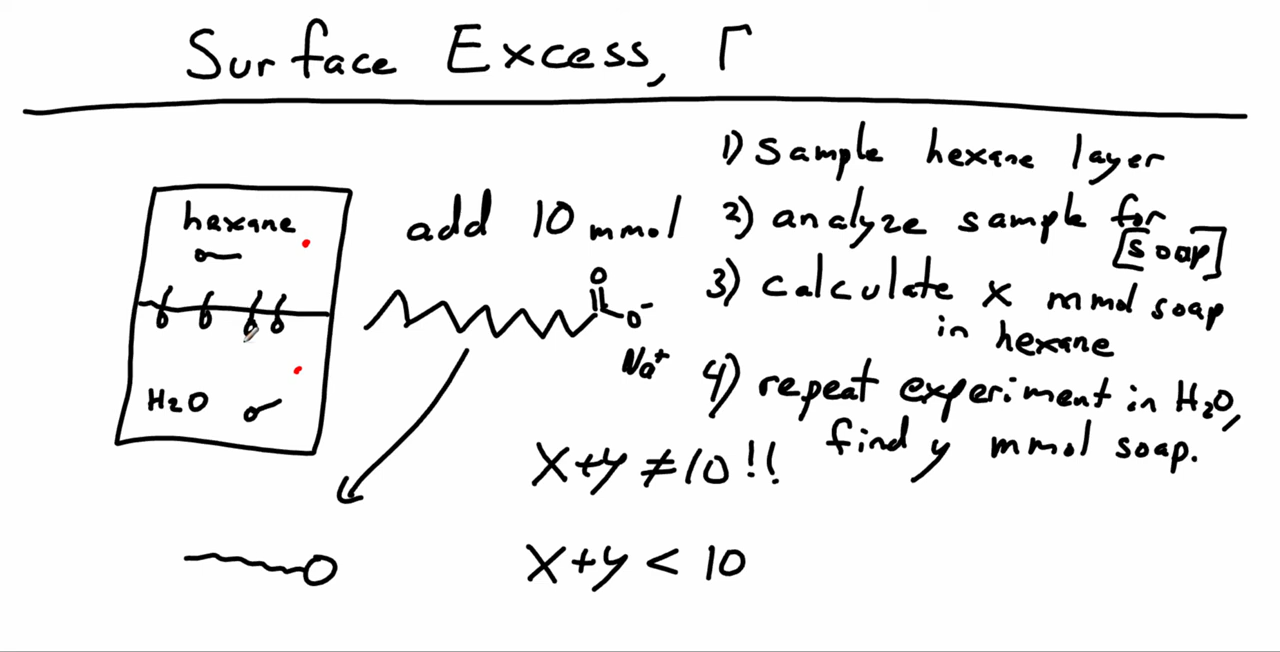 Surface Excess, Γ
hexane
H2O
add 10 mmol
O
O-
Na+
1) sample hexane layer
2) analyze sample for
[soap]
3) calculate x mmol soap
in hexane
4) repeat experiment in H2O,
find y mmol soap.
X+y ≠ 10!!
X+y < 10